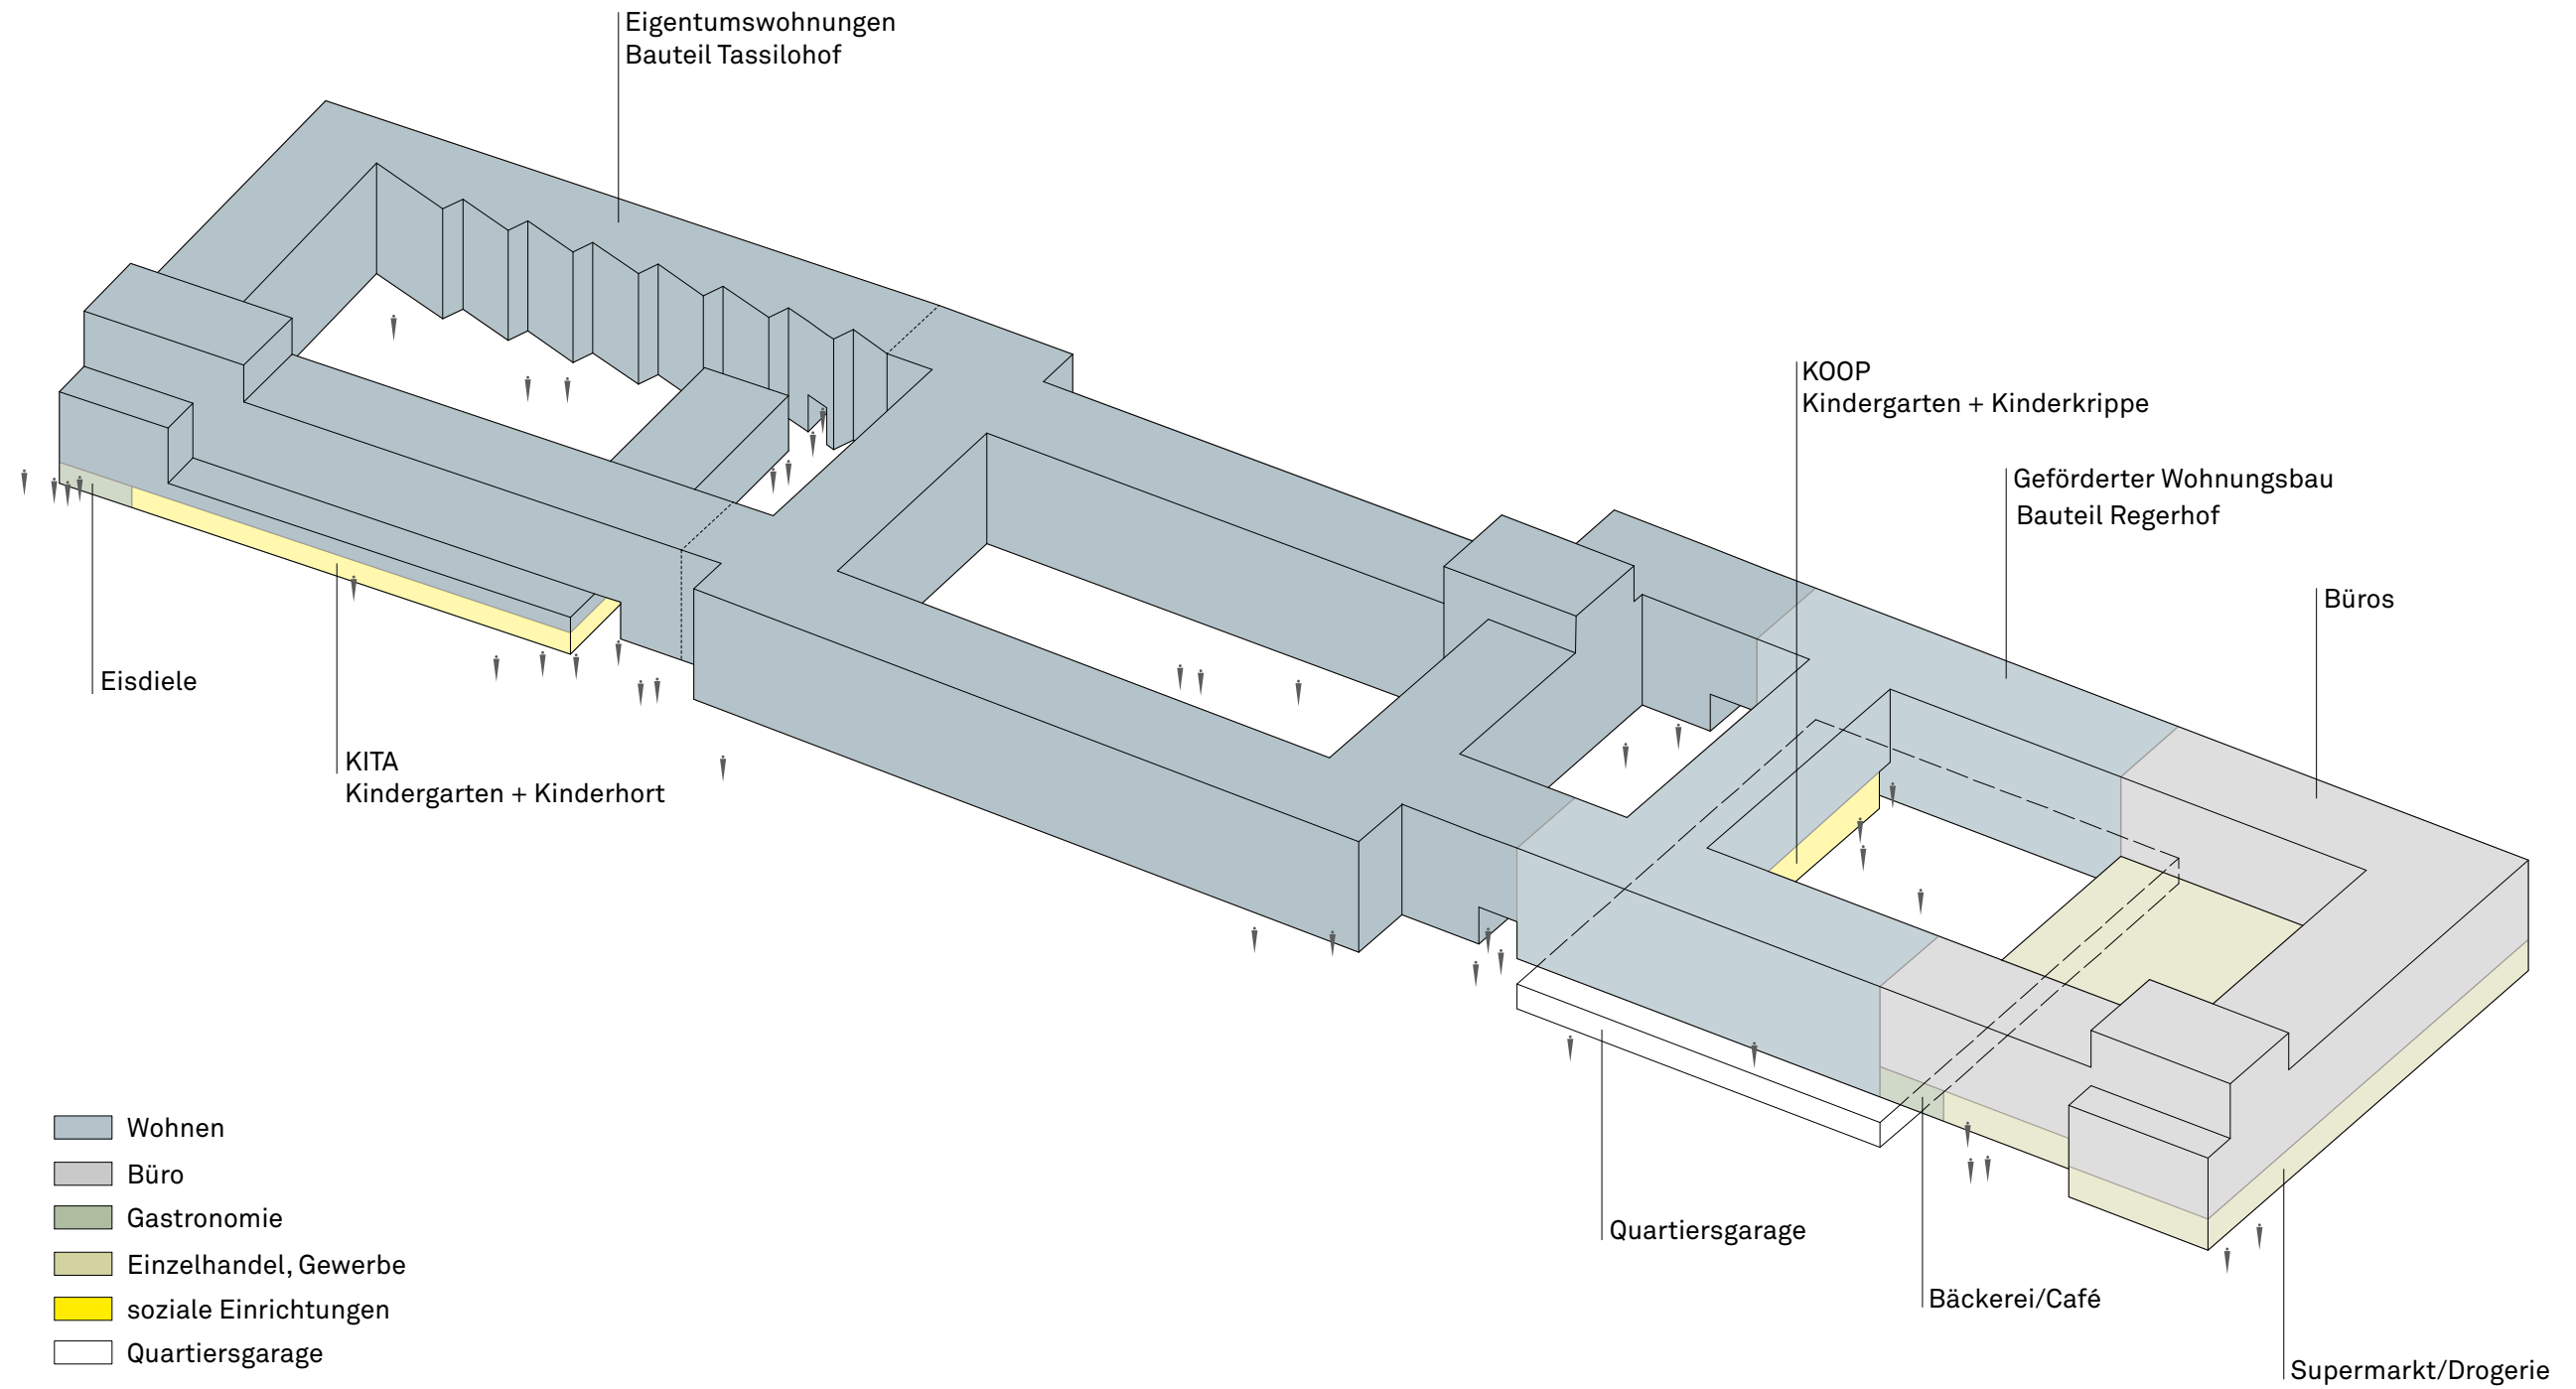 Eigentumswohnungen
Bauteil Tassilohof
KOOP
Kindergarten + Kinderkrippe
Geförderter Wohnungsbau
Bauteil Regerhof
Büros
Eisdiele
KITA
Kindergarten + Kinderhort
Quartiersgarage
Bäckerei/Café
Supermarkt/Drogerie
Wohnen
Büro
Gastronomie
Einzelhandel, Gewerbe
soziale Einrichtungen
Quartiersgarage